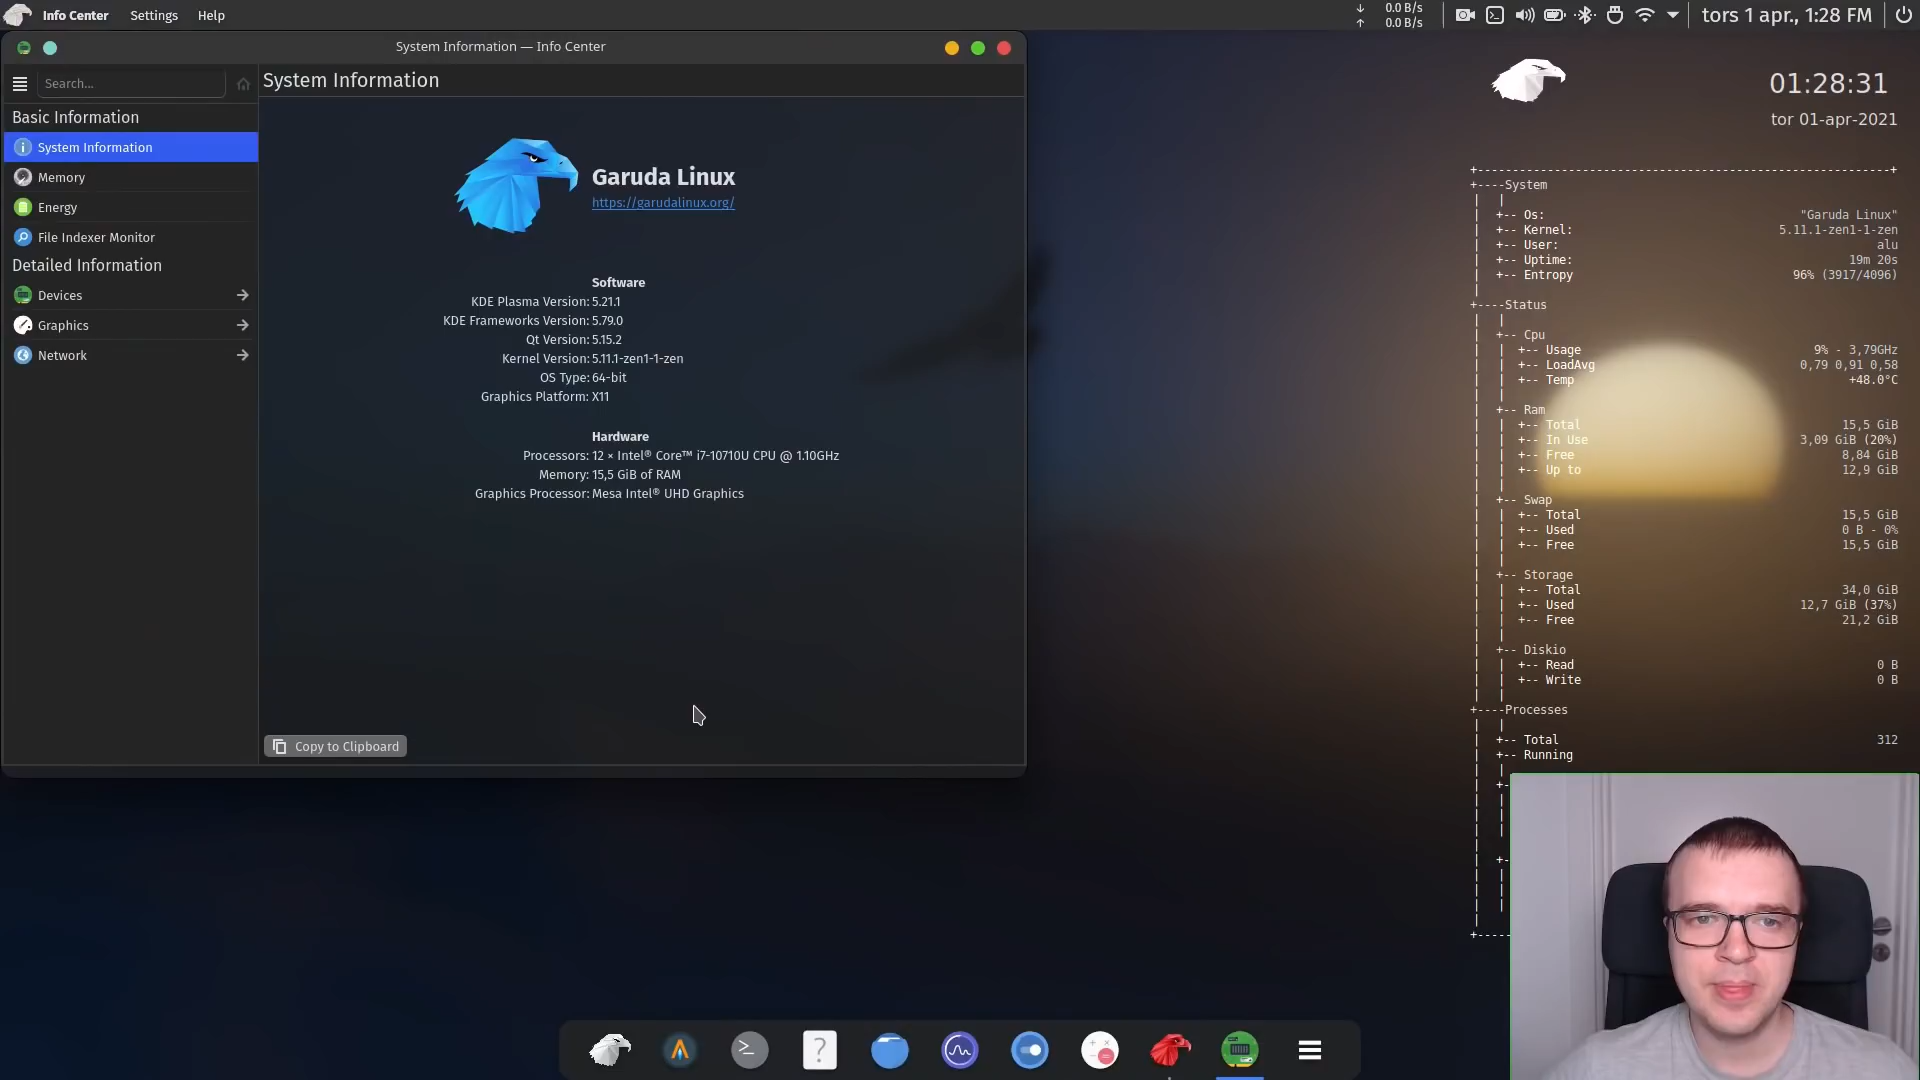 Info Center Settings Help
0.0 B/s
0.0 B/s
tors 1 apr., 1:28 FM
System Information — Info Center
Search...
System Information
Basic Information
System Information
Memory
Energy
File Indexer Monitor
Detailed Information
Devices
Graphics
Network
Garuda Linux
https://garudalinux.org/
Software
KDE Plasma Version: 5.21.1
KDE Frameworks Version: 5.79.0
Qt Version: 5.15.2
Kernel Version: 5.11.1-zen1-1-zen
OS Type: 64-bit
Graphics Platform: X11
Hardware
Processors: 12 × Intel® Core™ i7-10710U CPU @ 1.10GHz
Memory: 15,5 GiB of RAM
Graphics Processor: Mesa Intel® UHD Graphics
Copy to Clipboard
01:28:31
tor 01-apr-2021
System
Os: "Garuda Linux"
Kernel: 5.11.1-zen1-1-zen
User: alu
Uptime: 19m 20s
Entropy 96% (3917/4096)
Status
Cpu
Usage 9% - 3,79GHz
LoadAvg 0,79 0,91 0,58
Temp +48.0°C
Ram
Total 15,5 GiB
In Use 3,09 GiB (20%)
Free 8,84 GiB
Up to 12,9 GiB
Swap
Total 15,5 GiB
Used 0 B - 0%
Free 15,5 GiB
Storage
Total 34,0 GiB
Used 12,7 GiB (37%)
Free 21,2 GiB
Diskio
Read 0 B
Write 0 B
Processes
Total 312
Running